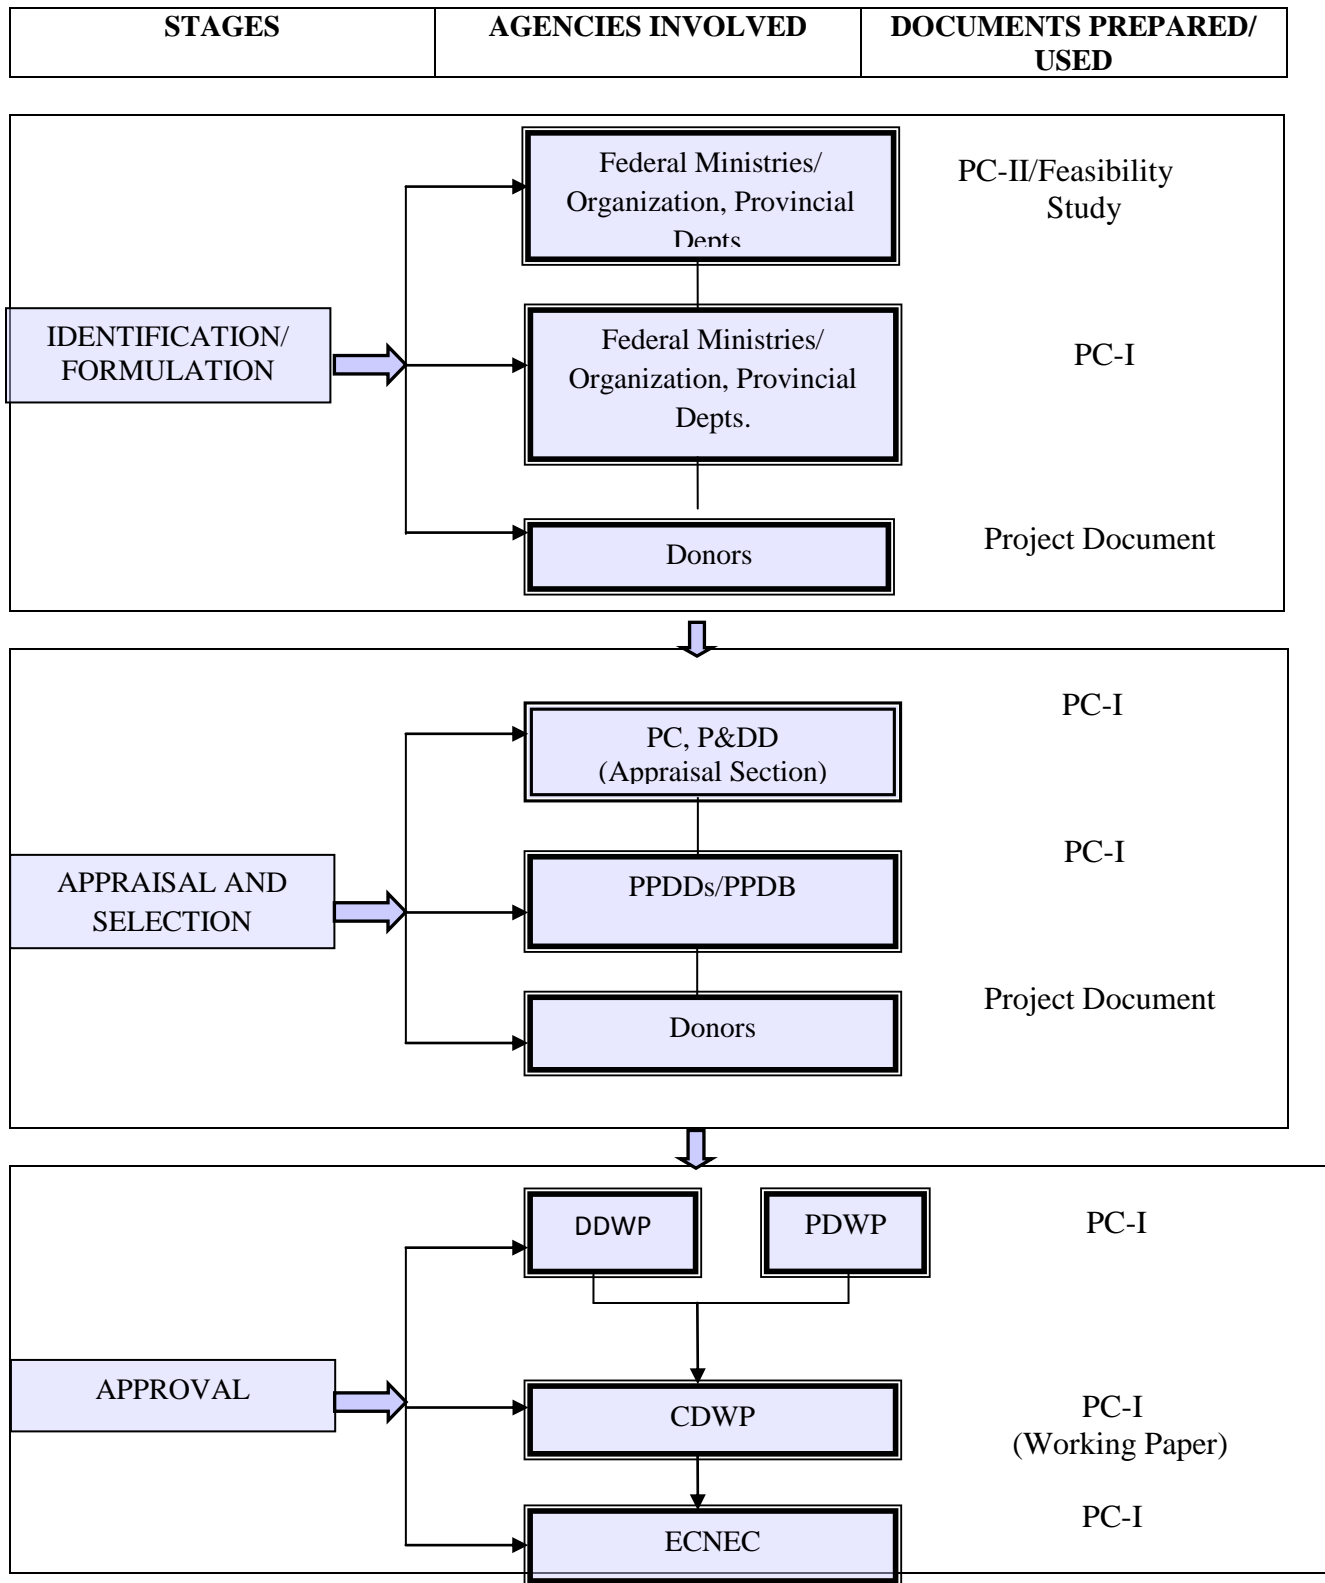 STAGES
AGENCIES INVOLVED
DOCUMENTS PREPARED/
USED
Federal Ministries/
Organization, Provincial
Depts
PC-II/Feasibility
Study
IDENTIFICATION/
FORMULATION
Federal Ministries/
Organization, Provincial
Depts.
PC-I
Donors
Project Document
PC, P&DD
(Appraisal Section)
PC-I
APPRAISAL AND
SELECTION
PPDDs/PPDB
PC-I
Donors
Project Document
DDWP
PDWP
PC-I
APPROVAL
CDWP
PC-I
(Working Paper)
ECNEC
PC-I